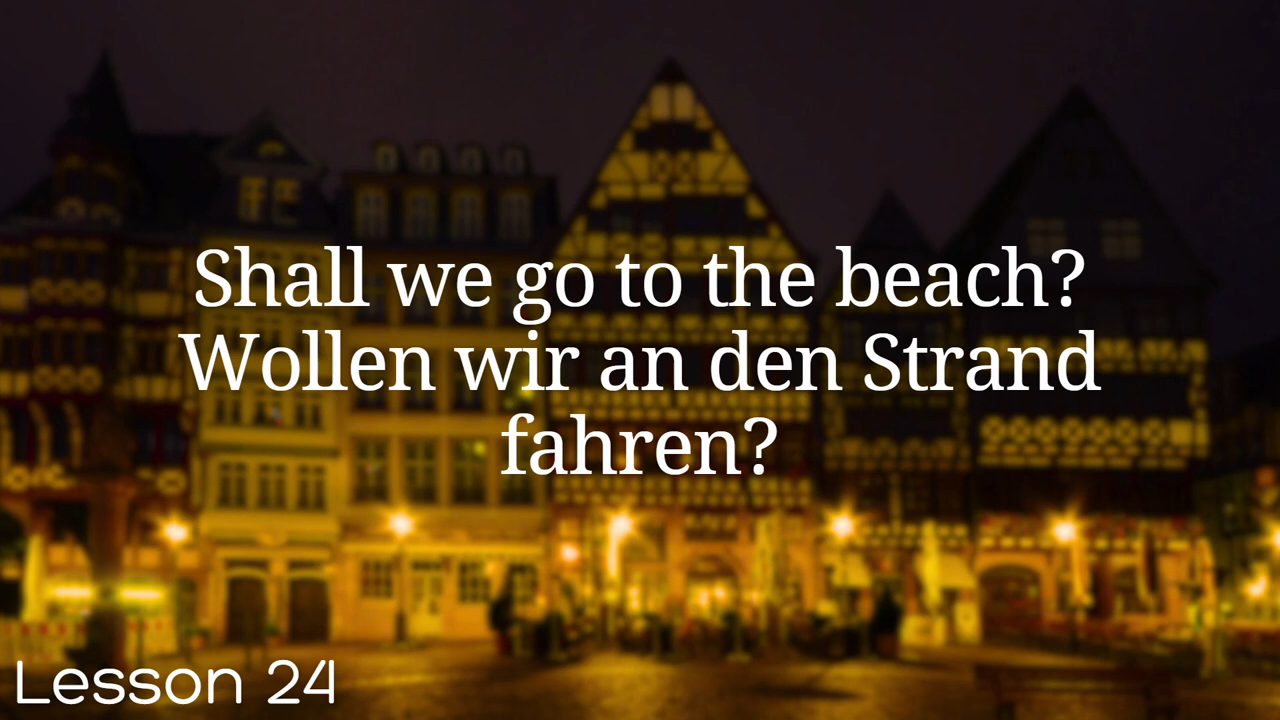 Shall we go to the beach?
Wollen wir an den Strand
fahren?
Lesson 24